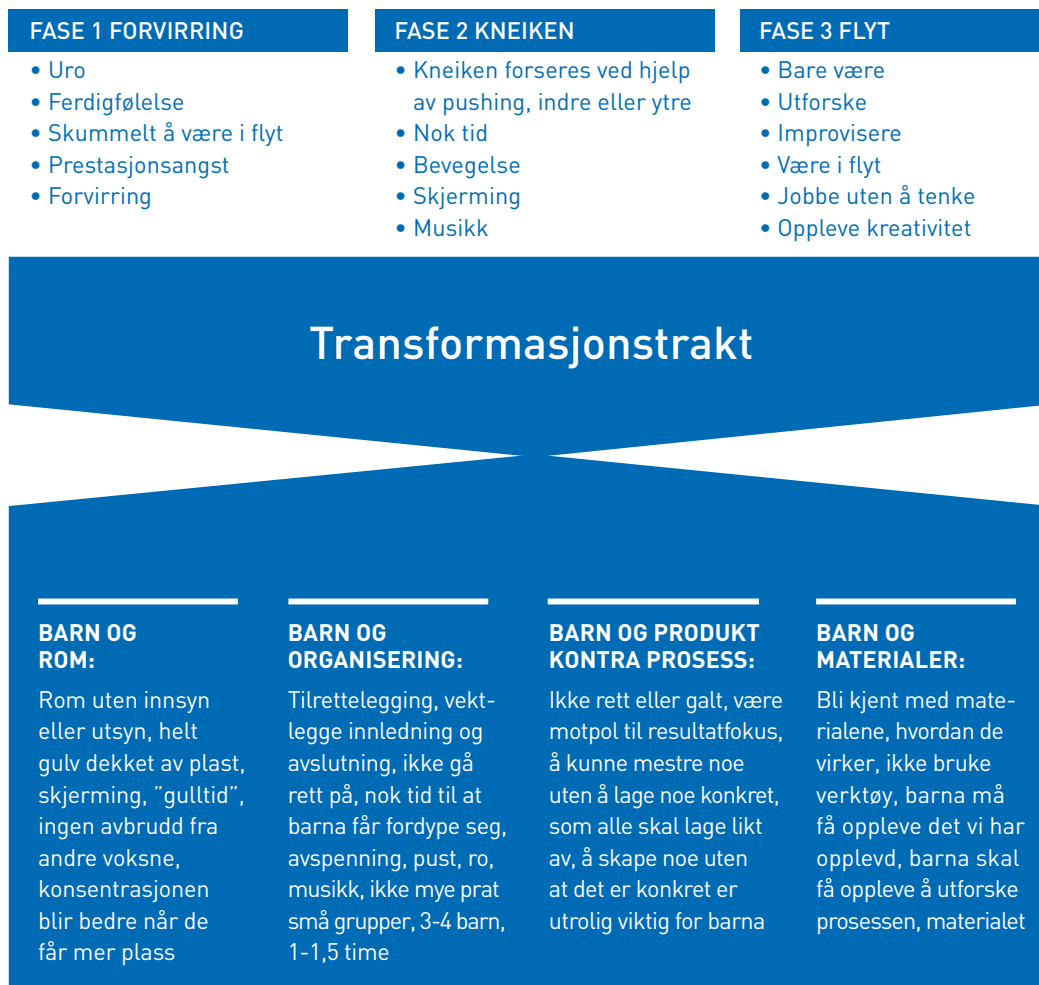 FASE 1 FORVIRRING
• Uro
• Ferdigfølelse
• Skummelt å være i flyt
• Prestasjonsangst
• Forvirring
FASE 2 KNEIKEN
• Kneiken forseres ved hjelp
av pushing, indre eller ytre
• Nok tid
• Bevegelse
• Skjerming
• Musikk
FASE 3 FLYT
• Bare være
• Utforske
• Improvisere
• Være i flyt
• Jobbe uten å tenke
• Oppleve kreativitet
Transformasjonstrakt
BARN OG
ROM:
Rom uten innsyn
eller utsyn, helt
gulv dekket av plast,
skjerming, ”gulltid”,
ingen avbrudd fra
andre voksne,
konsentrasjonen
blir bedre når de
får mer plass
BARN OG
ORGANISERING:
Tilrettelegging, vekt-
legge innledning og
avslutning, ikke gå
rett på, nok tid til at
barna får fordype seg,
avspenning, pust, ro,
musikk, ikke mye prat
små grupper, 3-4 barn,
1-1,5 time
BARN OG PRODUKT
KONTRA PROSESS:
Ikke rett eller galt, være
motpol til resultatfokus,
å kunne mestre noe
uten å lage noe konkret,
som alle skal lage likt
av, å skape noe uten
at det er konkret er
utrolig viktig for barna
BARN OG
MATERIALER:
Bli kjent med mate-
rialene, hvordan de
virker, ikke bruke
verktøy, barna må
få oppleve det vi har
opplevd, barna skal
få oppleve å utforske
prosessen, materialet